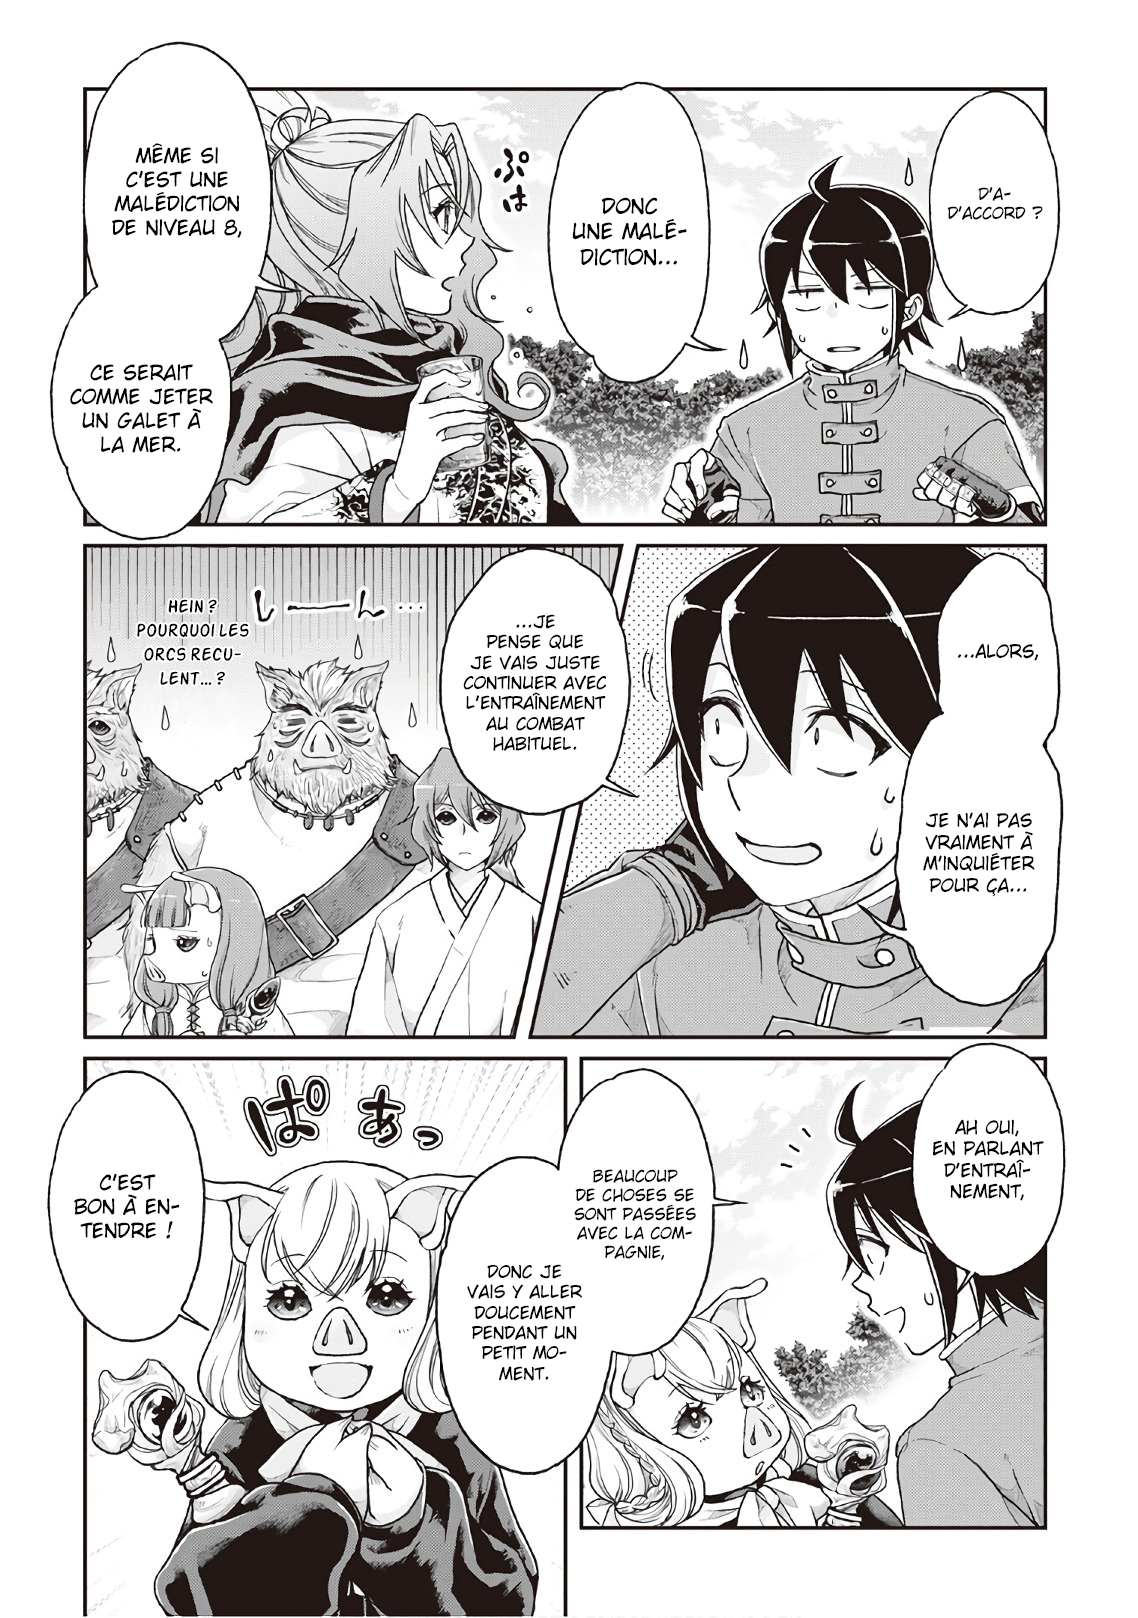 D'A-
D'ACCORD ?
DONC
UNE MALÉ-
DICTION...
ぷは
MÊME SI
C'EST UNE
MALÉDICTION
DE NIVEAU 8,
CE SERAIT
COMME JETER
UN GALET À
LA MER.
...ALORS,
JE N'AI PAS
VRAIMENT À
M'INQUIÉTER
POUR ÇA...
...JE
PENSE QUE
JE VAIS JUSTE
CONTINUER AVEC
L'ENTRAÎNEMENT
AU COMBAT
HABITUEL.
しーーん…
HEIN ?
POURQUOI LES
ORCS RECU-
LENT... ?
AH OUI,
EN PARLANT
D'ENTRAÎ-
NEMENT,
BEAUCOUP
DE CHOSES SE
SONT PASSÉES
AVEC LA COM-
PAGNIE,
DONC JE
VAIS Y ALLER
DOUCEMENT
PENDANT UN
PETIT MO-
MENT.
ぱぁっ
C'EST
BON À EN-
TENDRE !